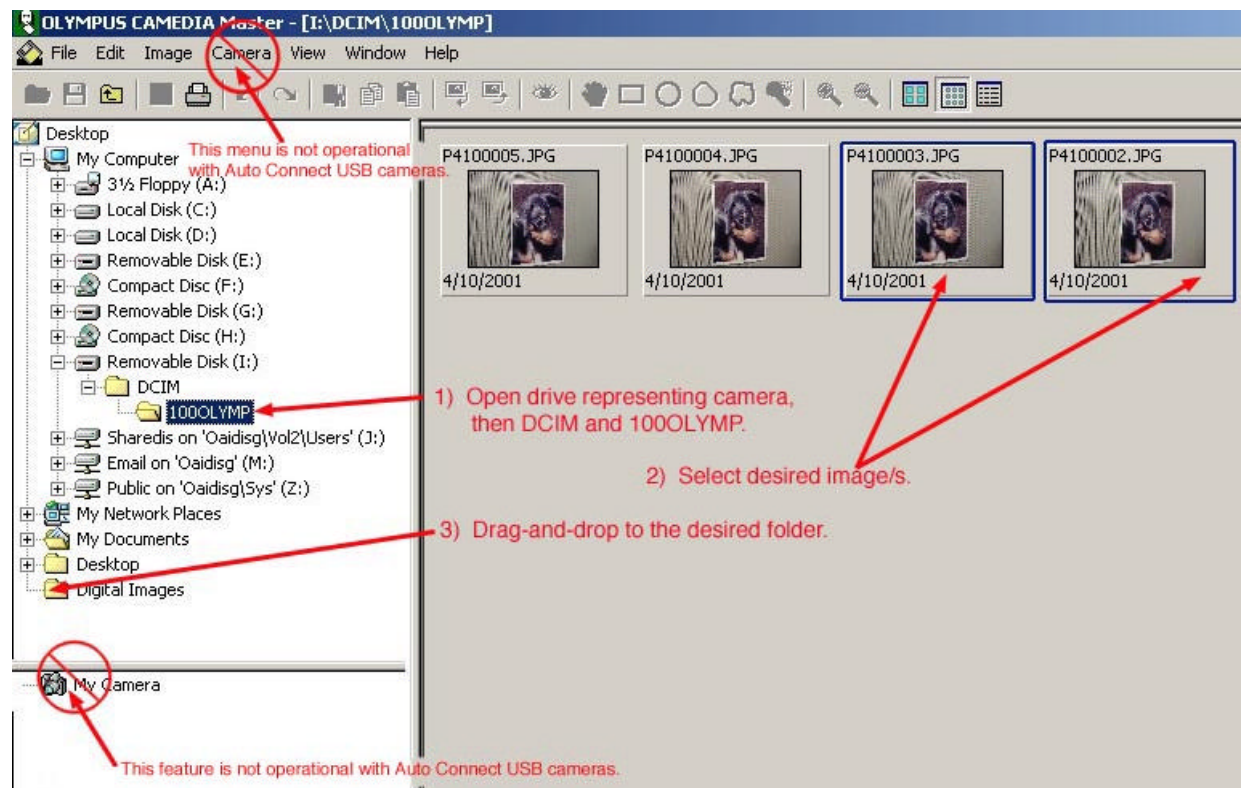 OLYMPUS CAMEDIA Master - [I:\DCIM\100OLYMP]
File Edit Image Camera View Window Help
Desktop
My Computer
This menu is not operational
with Auto Connect USB cameras.
3½ Floppy (A:)
Local Disk (C:)
Local Disk (D:)
Removable Disk (E:)
Compact Disc (F:)
Removable Disk (G:)
Compact Disc (H:)
Removable Disk (I:)
DCIM
100OLYMP
Sharedis on 'Oaidisg\Vol2\Users' (J:)
Email on 'Oaidisg' (M:)
Public on 'Oaidisg\Sys' (Z:)
My Network Places
My Documents
Desktop
Digital Images
My Camera
This feature is not operational with Auto Connect USB cameras.
P4100005.JPG P4100004.JPG P4100003.JPG P4100002.JPG
4/10/2001 4/10/2001 4/10/2001 4/10/2001
1) Open drive representing camera,
then DCIM and 100OLYMP.
2) Select desired image/s.
3) Drag-and-drop to the desired folder.